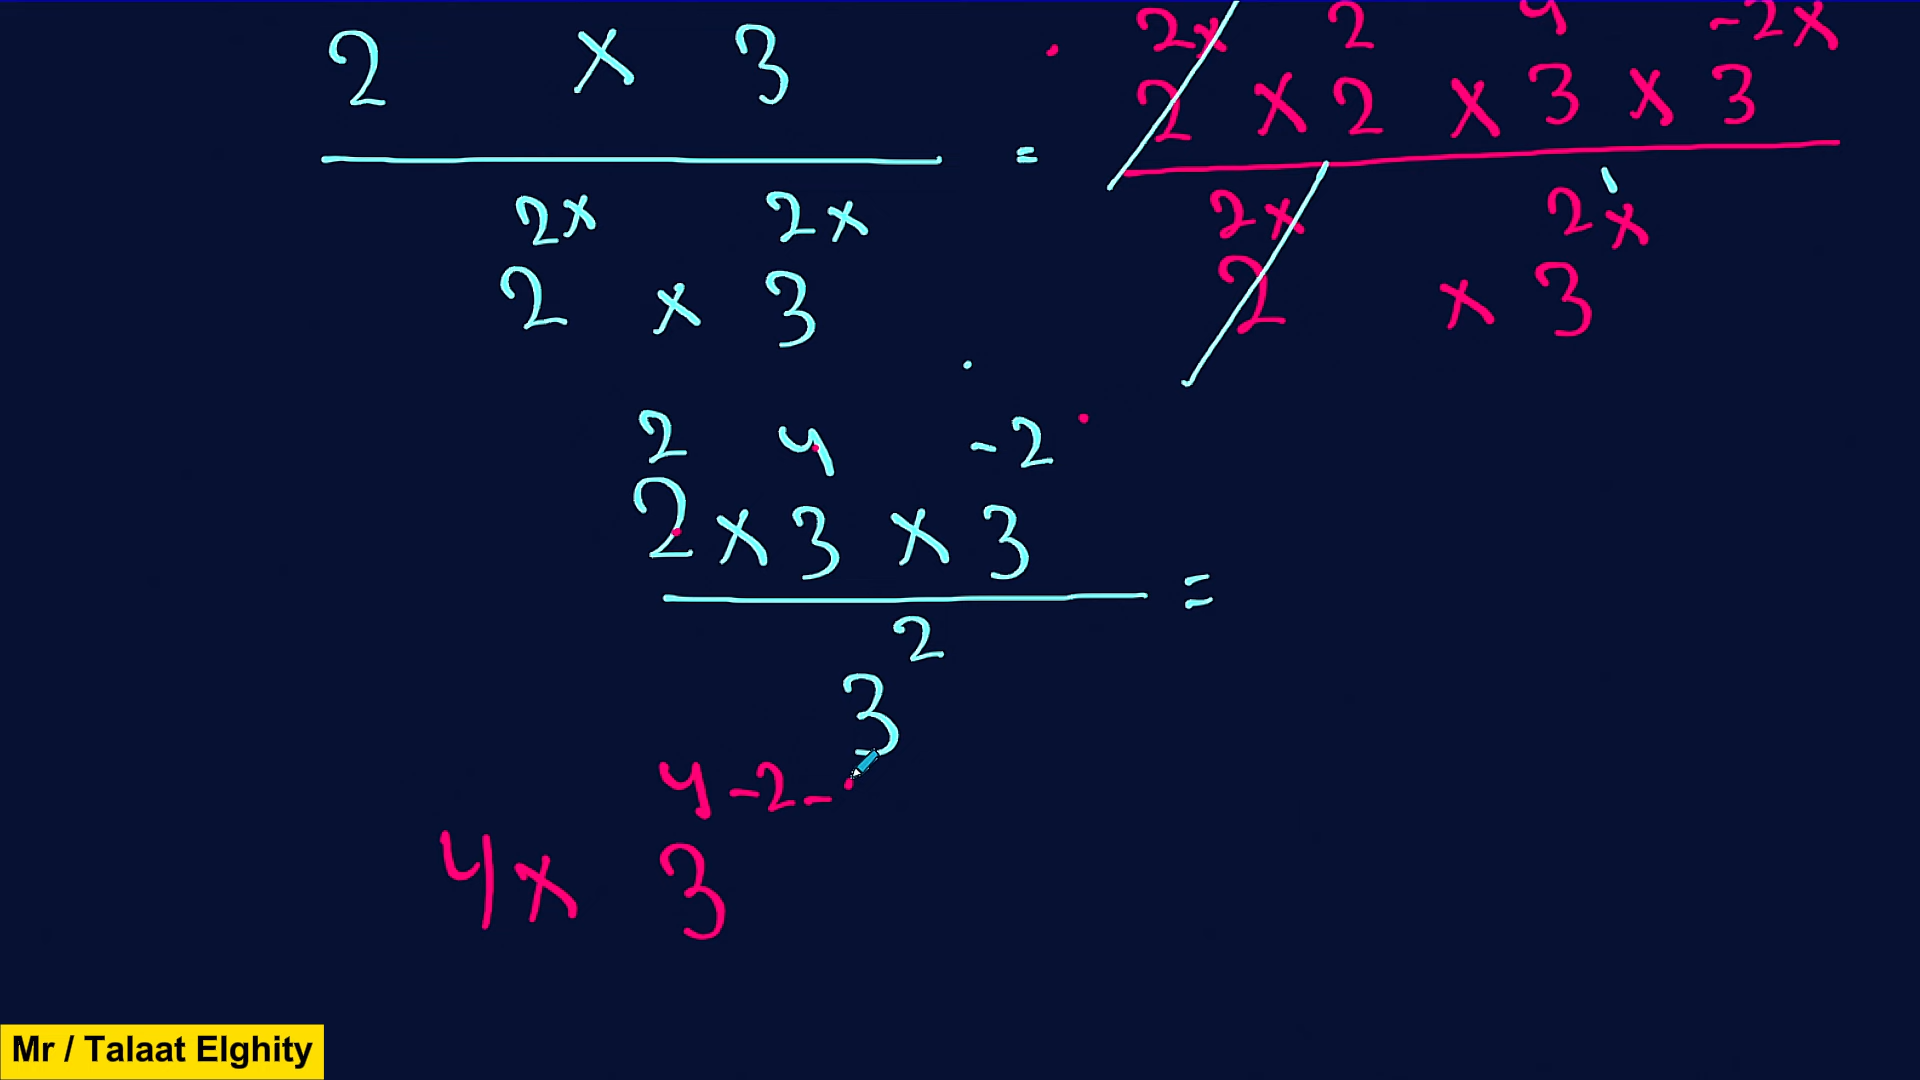 2 × 3 = 2x 2 4 -2x
2 × 2 × 3 × 3
2x 2x 2x 2x
2 × 3 2 × 3
2 4 -2
2 × 3 × 3 =
2
3
4 - 2 -
4 × 3
Mr / Talaat Elghity